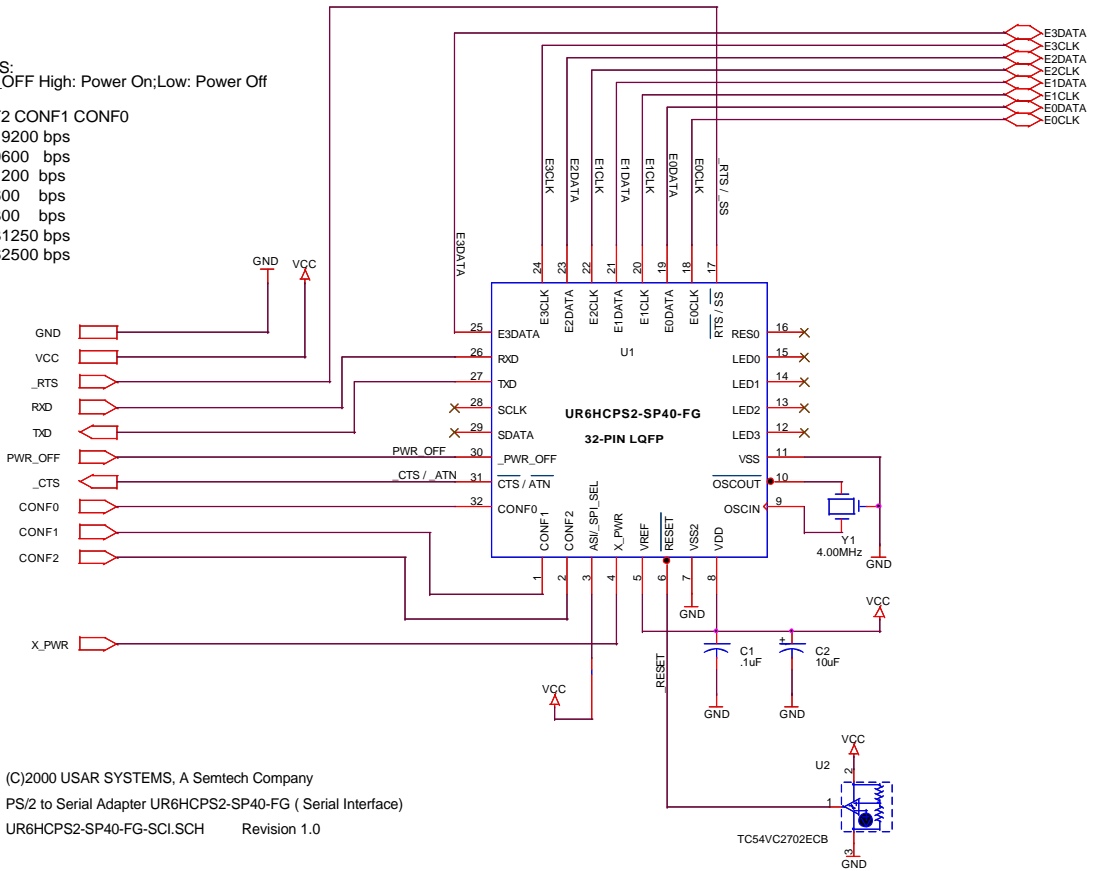 S:
_OFF High: Power On;Low: Power Off
2 CONF1 CONF0
9200 bps
600 bps
200 bps
00 bps
00 bps
1250 bps
2500 bps
E3DATA
E3CLK
E2DATA
E2CLK
E1DATA
E1CLK
E0DATA
E0CLK
E3DATA
E3CLK
E2DATA
E1CLK
E1DATA
E1CLK
E0DATA
E0CLK
_RTS / _SS
24
23
22
21
20
19
18
17
E3CLK
E2DATA
E2CLK
E1DATA
E1CLK
E0DATA
E0CLK
RTS / SS
GND
VCC
GND
VCC
_RTS
RXD
TXD
PWR_OFF
_CTS
CONF0
CONF1
CONF2
X_PWR
PWR_OFF
_CTS / _ATN
25 E3DATA
26 RXD
27 TXD
28 SCLK
29 SDATA
30 _PWR_OFF
31 CTS / ATN
32 CONF0
U1
UR6HCPS2-SP40-FG
32-PIN LQFP
RES0 16
LED0 15
LED1 14
LED2 13
LED3 12
VSS 11
OSCOUT 10
OSCIN 9
CONF1
CONF2
ASI/_SPI_SEL
X_PWR
VREF
RESET
VSS2
VDD
1
2
3
4
5
6
7
8
Y1
4.00MHz
GND
GND
VCC
_RESET
+
C1
.1uF
C2
10uF
GND
GND
VCC
VCC
U2
2
1
TC54VC2702ECB
3
GND
(C)2000 USAR SYSTEMS, A Semtech Company
PS/2 to Serial Adapter UR6HCPS2-SP40-FG ( Serial Interface)
UR6HCPS2-SP40-FG-SCI.SCH Revision 1.0